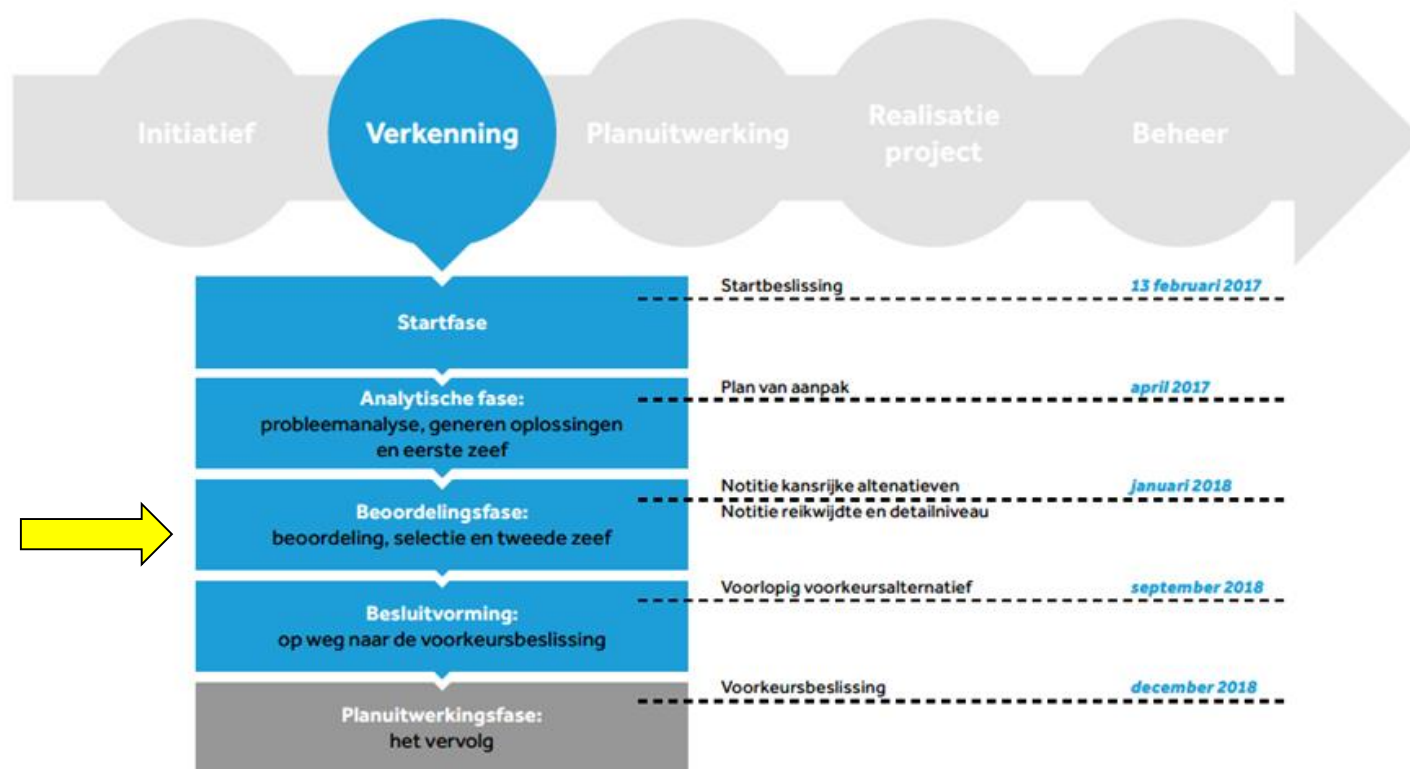 Initiatief
Verkenning
Planuitwerking
Realisatie
project
Beheer
Startbeslissing
13 februari 2017
Startfase
Plan van aanpak
april 2017
Analytische fase:
probleemanalyse, generen oplossingen
en eerste zeef
Notitie kansrijke altenatieven
januari 2018
Notitie reikwijdte en detailniveau
Beoordelingsfase:
beoordeling, selectie en tweede zeef
Voorlopig voorkeursalternatief
september 2018
Besluitvorming:
op weg naar de voorkeursbeslissing
Voorkeursbeslissing
december 2018
Planuitwerkingsfase:
het vervolg